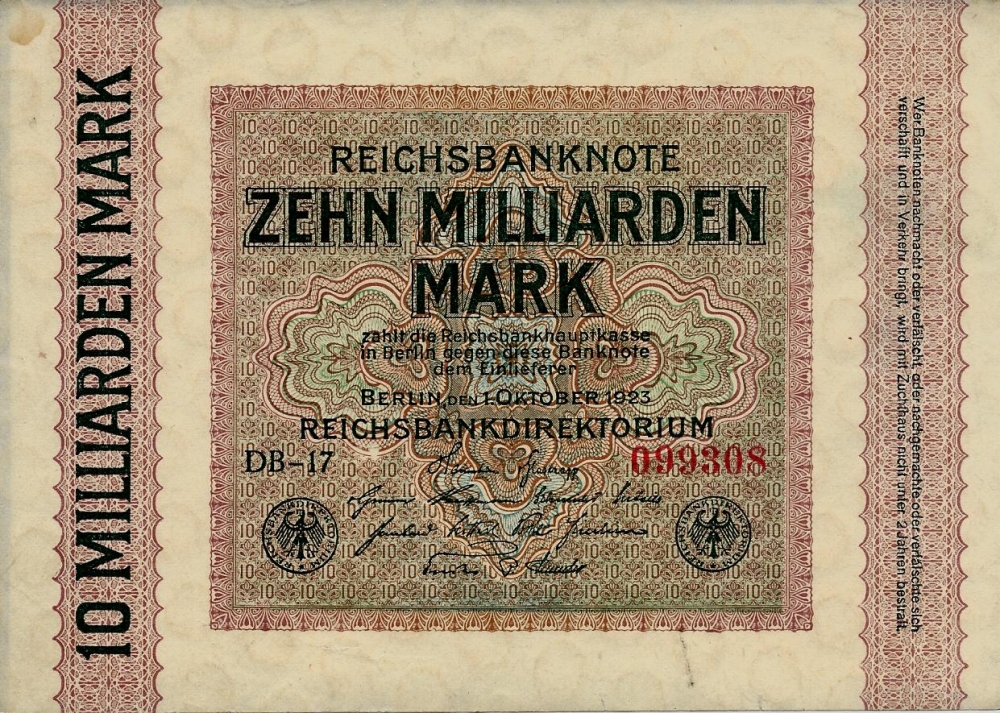 10 MILLIARDEN MARK
REICHSBANKNOTE
ZEHN MILLIARDEN
MARK
zahlt die Reichsbankhauptkasse
in Berlin gegen diese Banknote
dem Einlieferer
BERLIN, DEN 1. OKTOBER 1923
REICHSBANKDIREKTORIUM
DB-17
099308
Wer Banknoten nachmacht oder verfälscht, oder nachgemachte oder verfälschte sich
verschafft und in Verkehr bringt, wird mit Zuchthaus nicht unter 2 Jahren bestraft.